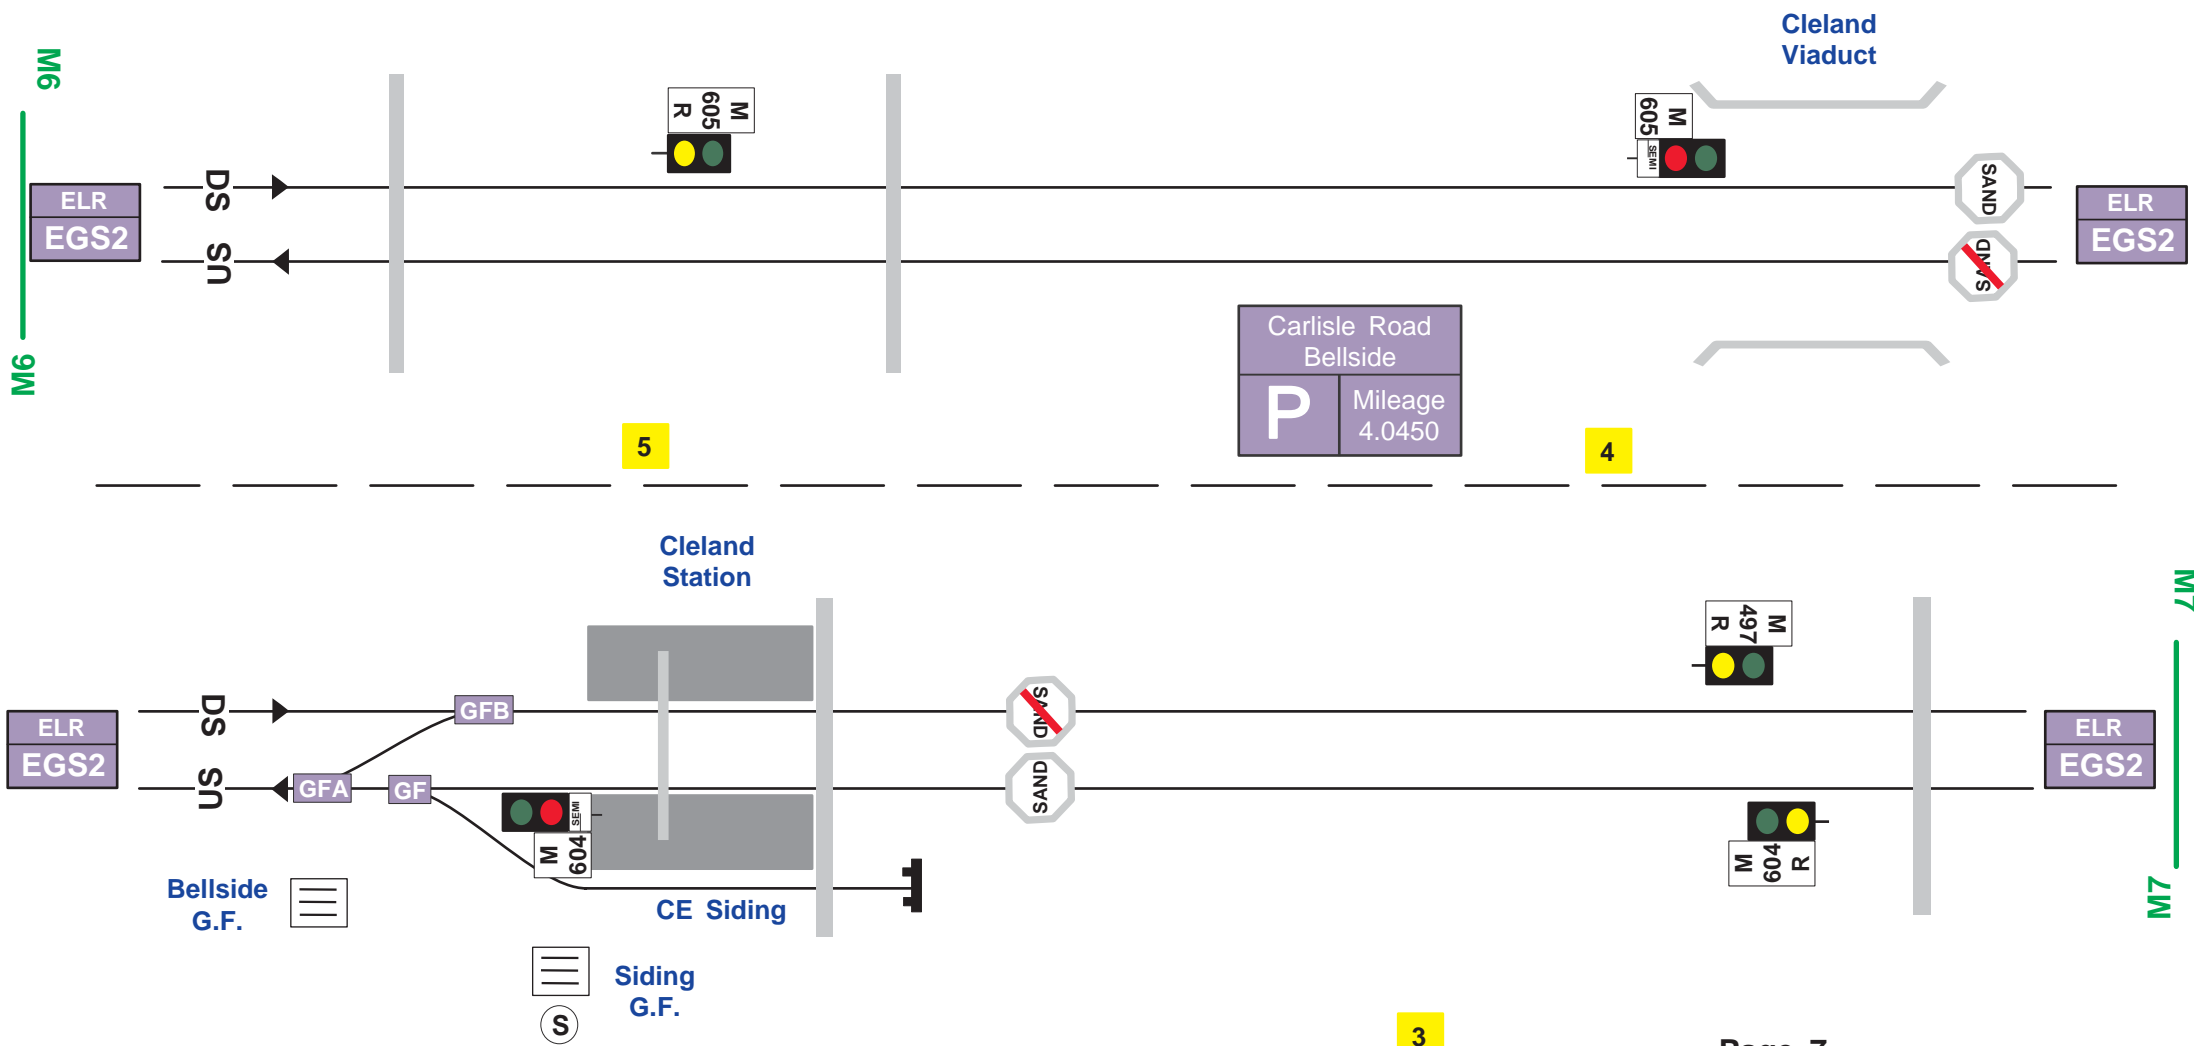 Cleland
Viaduct
M6
M
605
R
M
605
SEMI
ELR
EGS2
DS
SAND
ELR
EGS2
US
SAND
M6
Carlisle Road
Bellside
P
Mileage
4.0450
5
4
Cleland
Station
M7
M
497
R
ELR
EGS2
DS
GFB
SAND
ELR
EGS2
US
GFA
GF
SAND
SEMI
M
604
M
604
R
M7
Bellside
G.F.
CE Siding
Siding
G.F.
S
3
Page 7